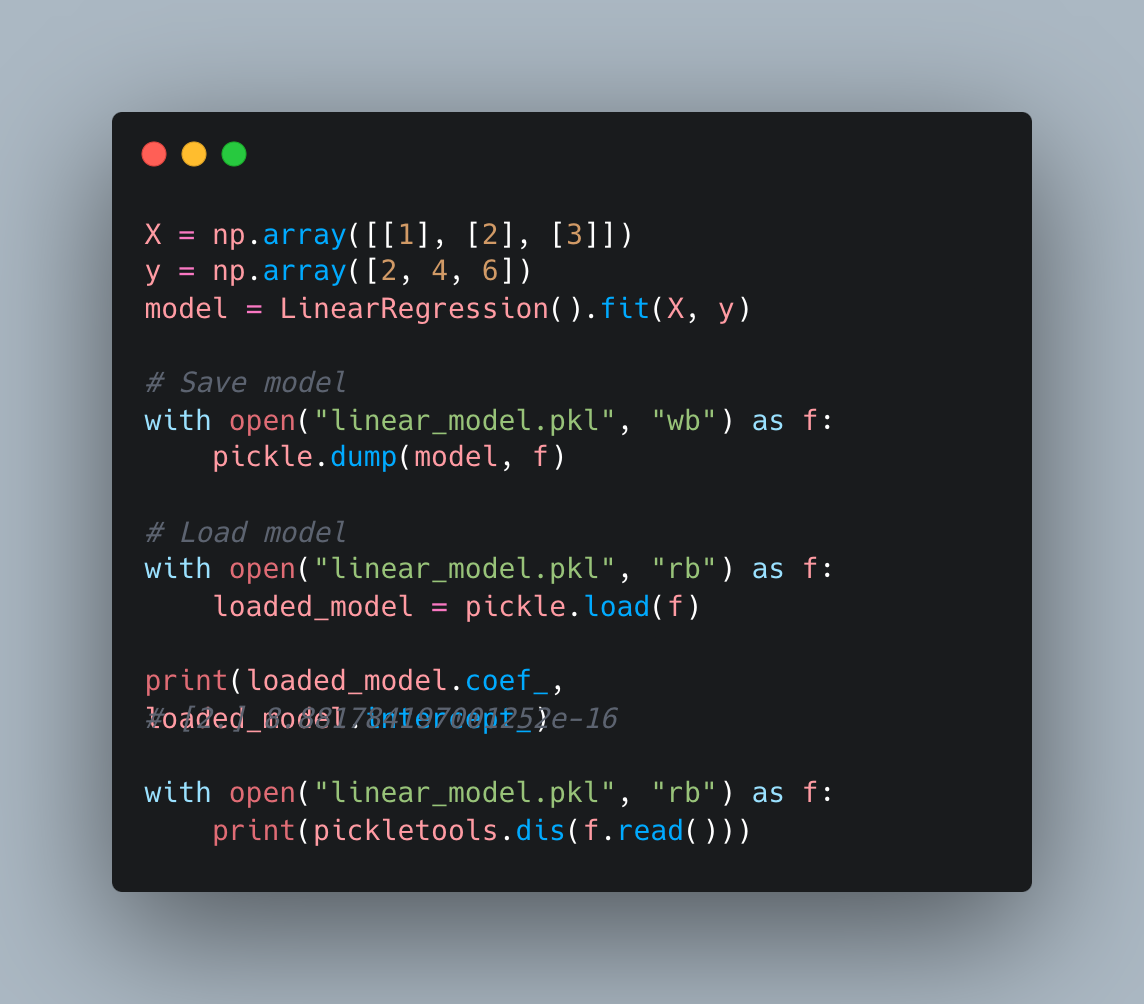 X = np.array([[1], [2], [3]])
y = np.array([2, 4, 6])
model = LinearRegression().fit(X, y)
# Save model
with open("linear_model.pkl", "wb") as f:
    pickle.dump(model, f)
# Load model
with open("linear_model.pkl", "rb") as f:
    loaded_model = pickle.load(f)
print(loaded_model.coef_,
loaded_model.intercept_)
# [2.] 8.881784197001252e-16
with open("linear_model.pkl", "rb") as f:
    print(pickletools.dis(f.read()))